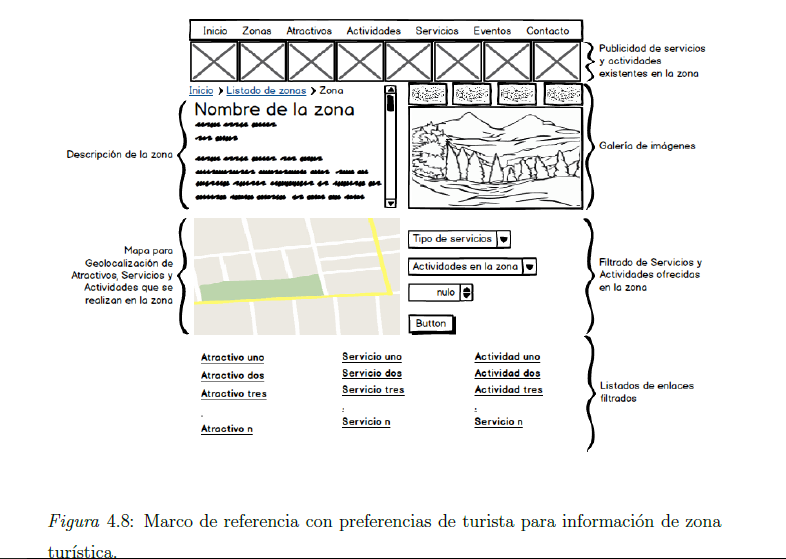 Inicio Zonas Atractivos Actividades Servicios Eventos Contacto
Publicidad de servicios
y actividades
existentes en la zona
Inicio > Listado de zonas > Zona
Nombre de la zona
Descripción de la zona
Galería de imágenes
Mapa para
Geolocalización de
Atractivos, Servicios y
Actividades que se
realizan en la zona
Tipo de servicios
Actividades en la zona
nulo
Button
Filtrado de Servicios y
Actividades ofrecidas
en la zona
Atractivo uno
Atractivo dos
Atractivo tres
.
Atractivo n
Servicio uno
Servicio dos
Servicio tres
.
Servicio n
Actividad uno
Actividad dos
Actividad tres
.
Servicio n
Listados de enlaces
filtrados
Figura 4.8: Marco de referencia con preferencias de turista para información de zona
turística.